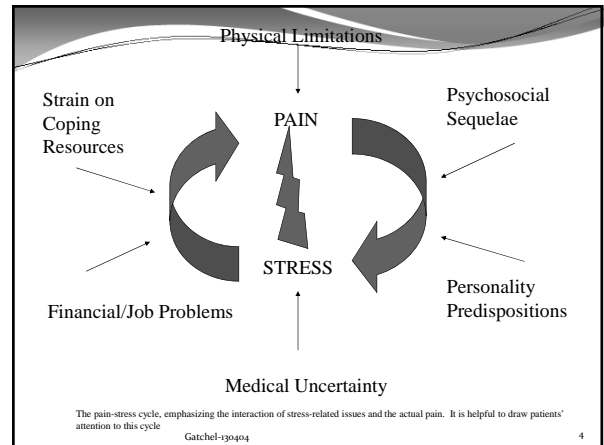 Physical Limitations
Strain on
Coping
Resources
PAIN
Psychosocial
Sequelae
STRESS
Financial/Job Problems
Personality
Predispositions
Medical Uncertainty
The pain-stress cycle, emphasizing the interaction of stress-related issues and the actual pain. It is helpful to draw patients'
attention to this cycle
Gatchel-130404
4